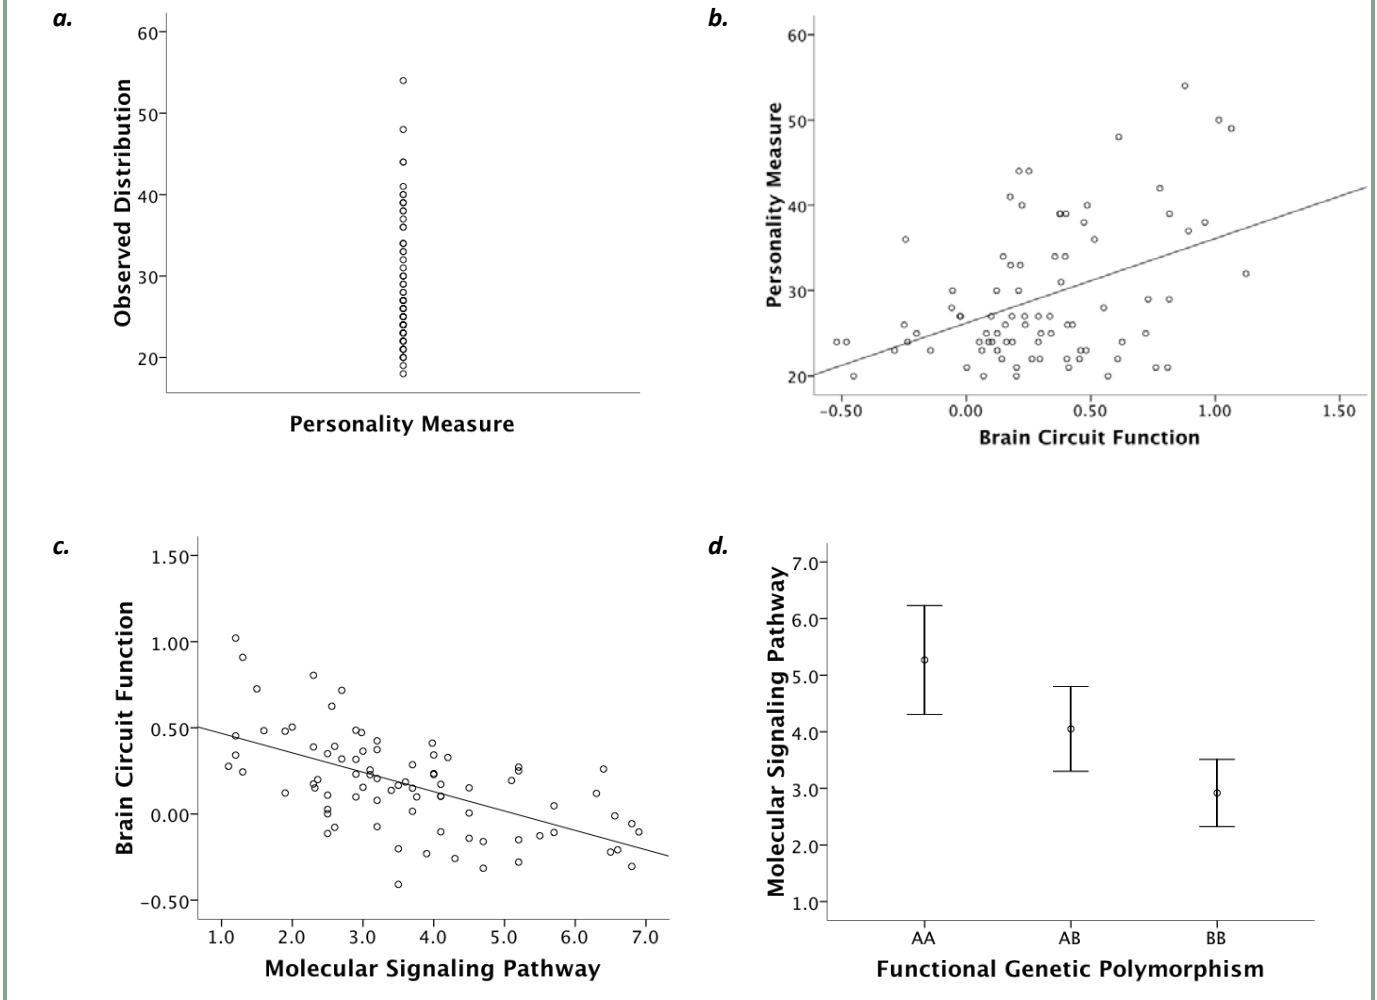 a.
60
50
40
30
20
Observed Distribution
Personality Measure
b.
60
50
40
30
20
Personality Measure
-0.50 0.00 0.50 1.00 1.50
Brain Circuit Function
c.
1.50
1.00
0.50
0.00
-0.50
Brain Circuit Function
1.0 2.0 3.0 4.0 5.0 6.0 7.0
Molecular Signaling Pathway
d.
7.0
6.0
5.0
4.0
3.0
2.0
1.0
Molecular Signaling Pathway
AA AB BB
Functional Genetic Polymorphism